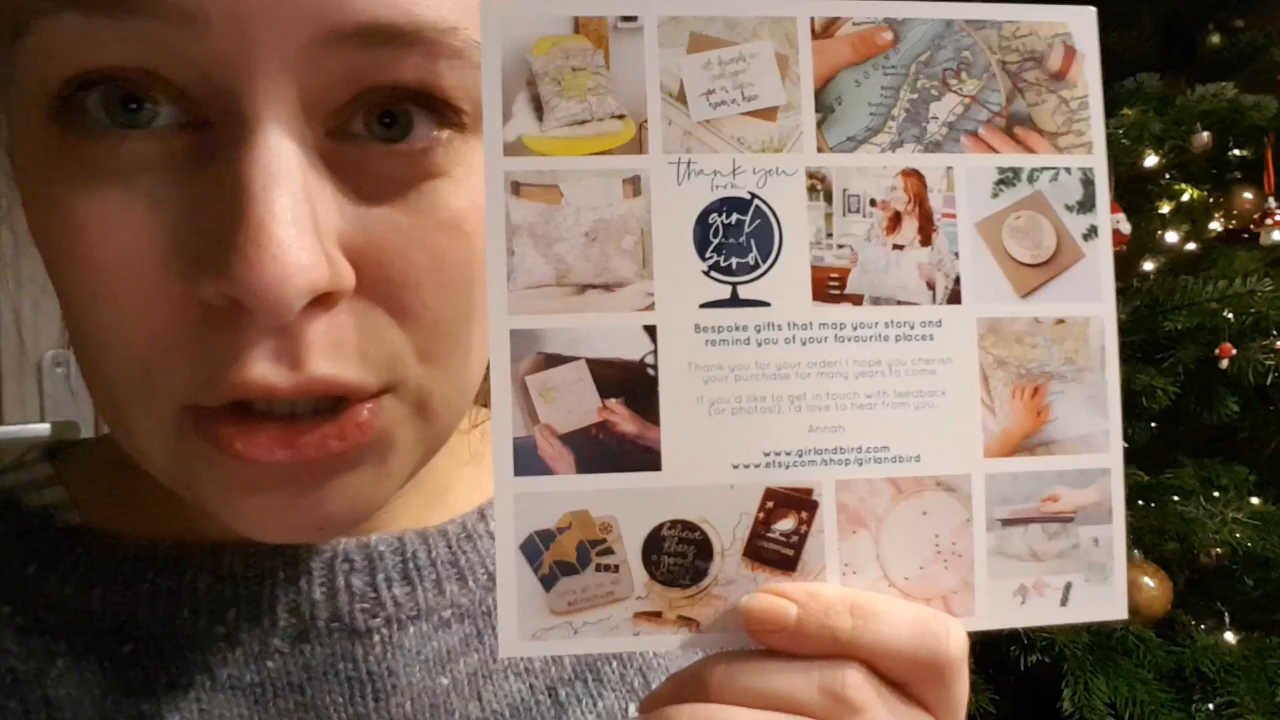 thank you
from
girl
and
bird
Bespoke gifts that map your story and
remind you of your favourite places
Thank you for your order! I hope you cherish
your purchase for many years to come.
If you'd like to get in touch with feedback
(or photos!), i'd love to hear from you.
Annah
www.girlandbird.com
www.etsy.com/shop/girlandbird
believe
there